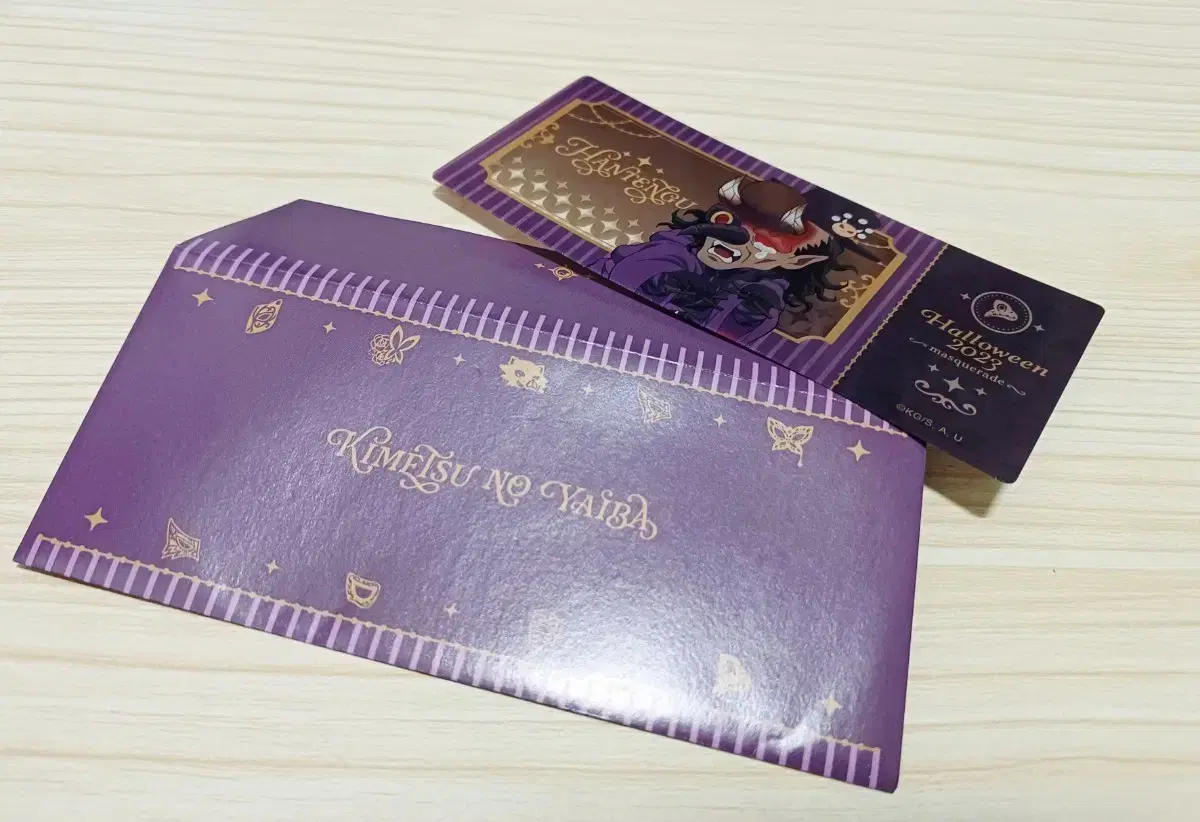 HANTENGU
Halloween
2023
~masquerade~
©KG/S, A, U
KIMETSU NO YAIBA